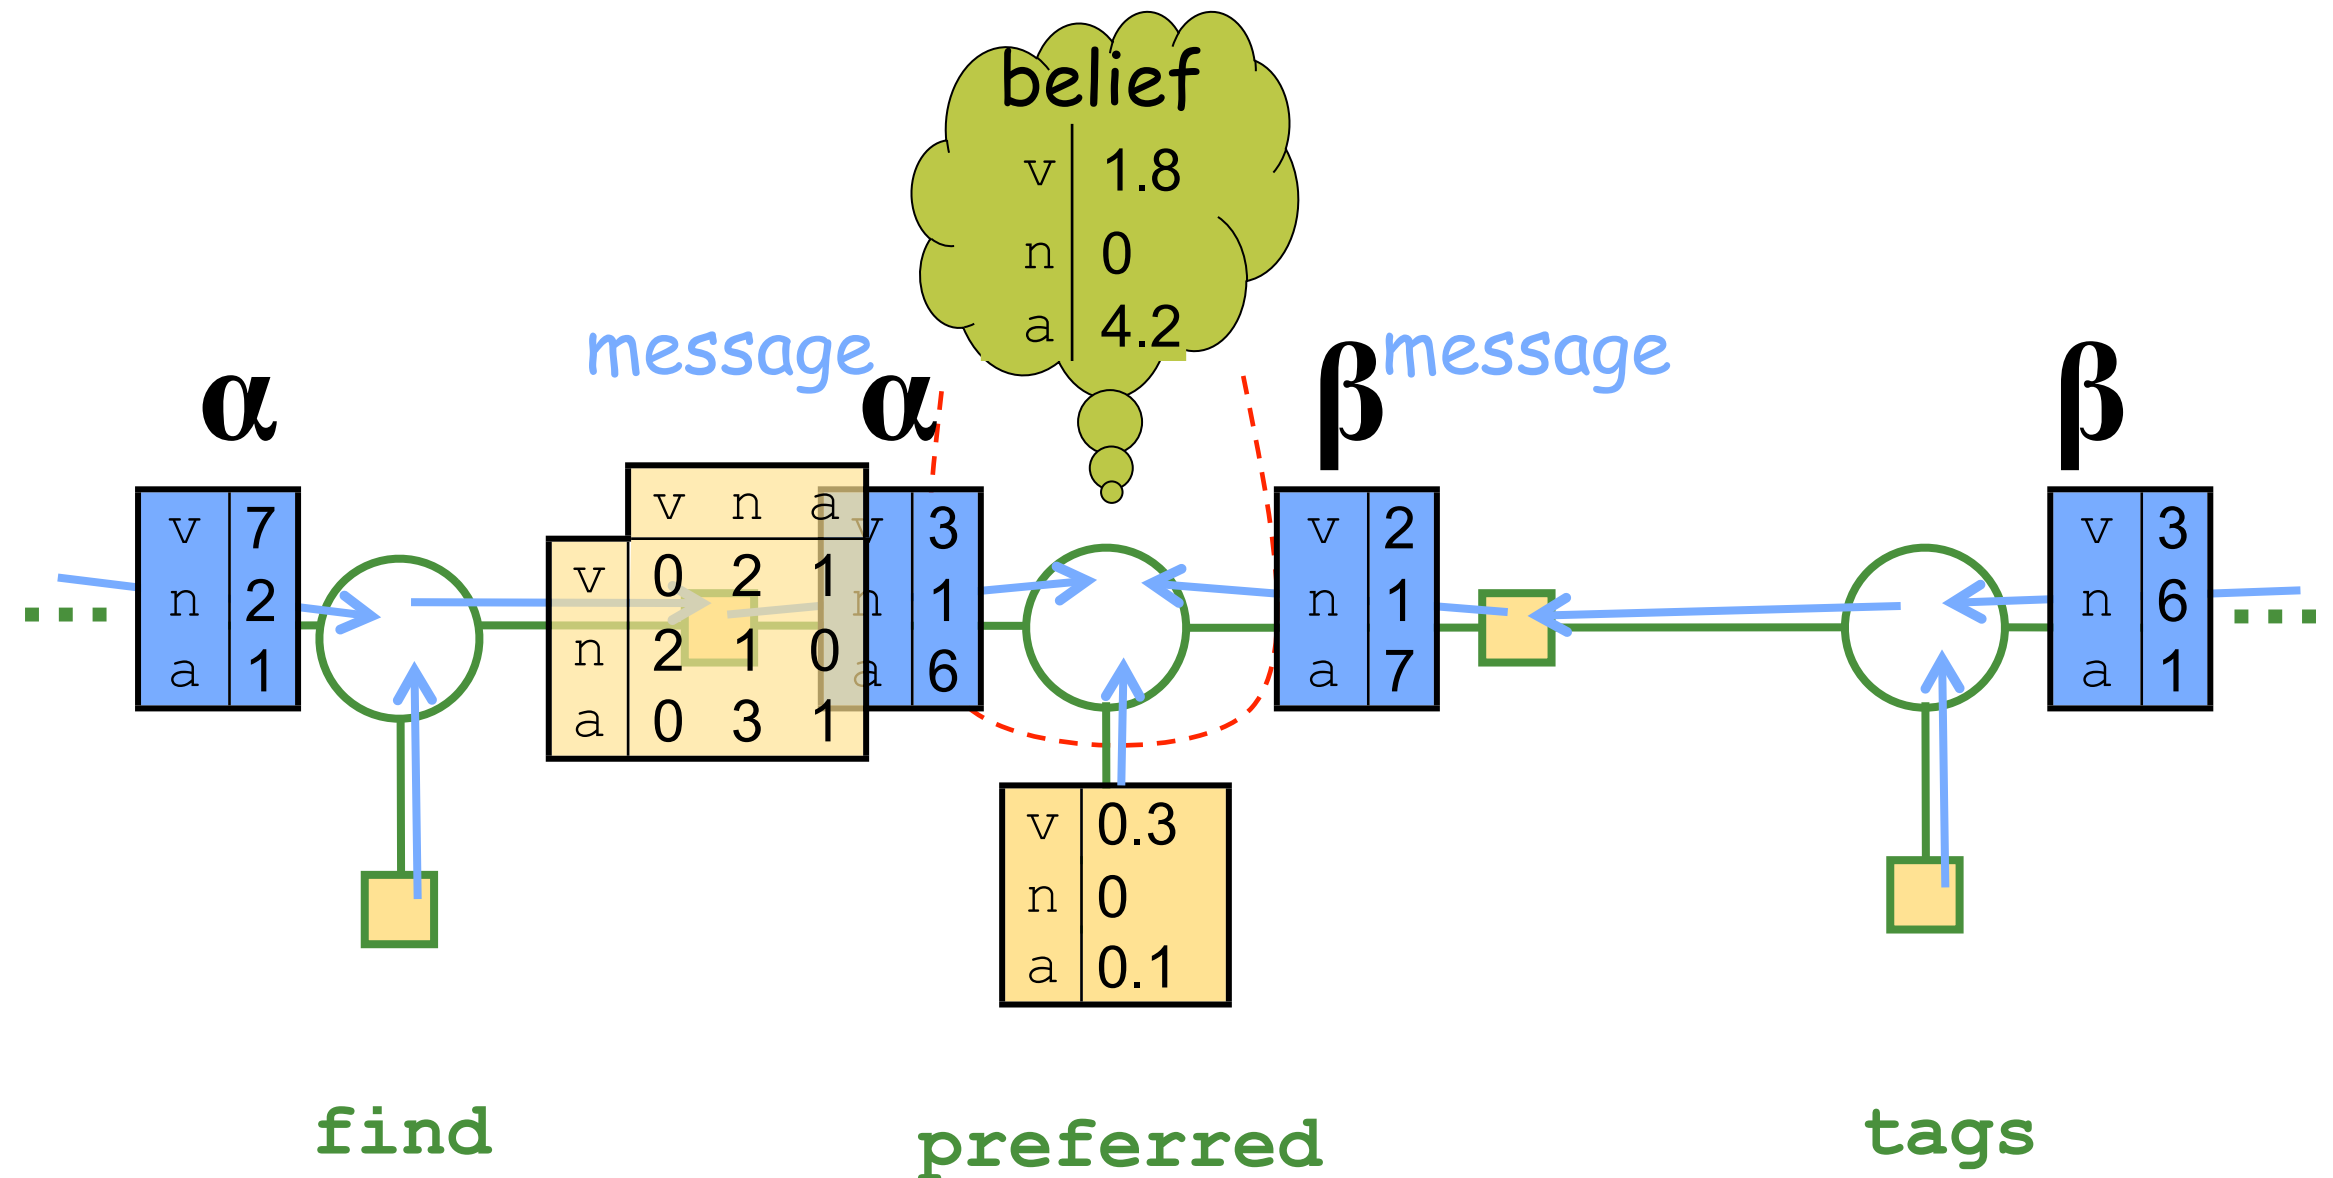 belief
v 1.8
n 0
a 4.2
message
message
α
α
β
β
v 7
n 2
a 1
v n a
v 0 2 1
n 2 1 0
a 0 3 1
v 3
n 1
a 6
v 2
n 1
a 7
v 3
n 6
a 1
v 0.3
n 0
a 0.1
find
preferred
tags